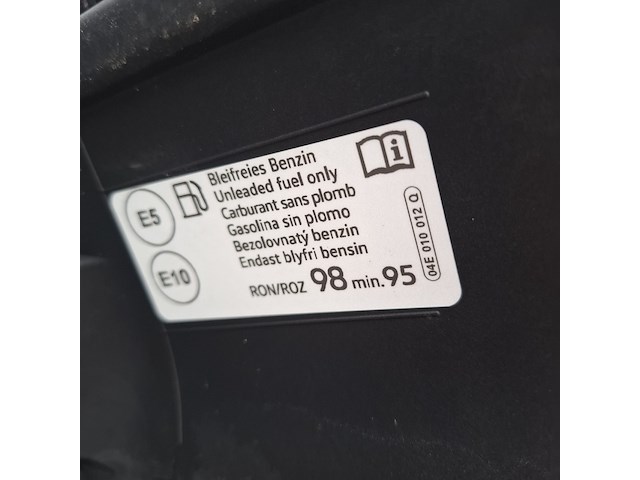 E5
E10
Bleifreies Benzin
Unleaded fuel only
Carburant sans plomb
Gasolina sin plomo
Bezolovnatý benzin
Endast blyfri bensin
RON/ROZ 98 min.95
i
04E 010 012 Q